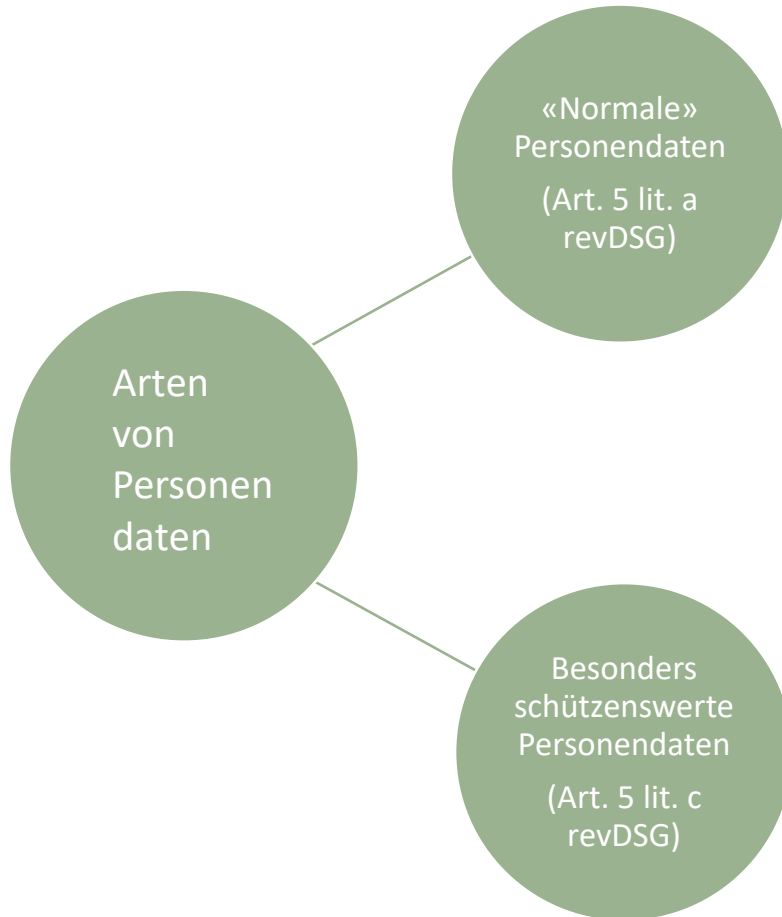 «Normale»
Personendaten
(Art. 5 lit. a
revDSG)
Arten
von
Personen
daten
Besonders
schützenswerte
Personendaten
(Art. 5 lit. c
revDSG)